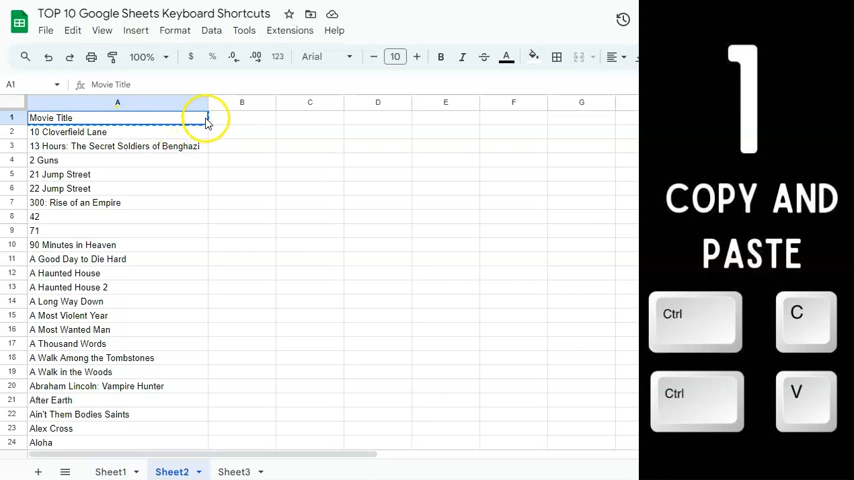 TOP 10 Google Sheets Keyboard Shortcuts
File Edit View Insert Format Data Tools Extensions Help
100% $ % .0 .00 123 Arial 10 B I S A
A1 fx Movie Title
A B C D E F G
1 Movie Title
2 10 Cloverfield Lane
3 13 Hours: The Secret Soldiers of Benghazi
4 2 Guns
5 21 Jump Street
6 22 Jump Street
7 300: Rise of an Empire
8 42
9 71
10 90 Minutes in Heaven
11 A Good Day to Die Hard
12 A Haunted House
13 A Haunted House 2
14 A Long Way Down
15 A Most Violent Year
16 A Most Wanted Man
17 A Thousand Words
18 A Walk Among the Tombstones
19 A Walk in the Woods
20 Abraham Lincoln: Vampire Hunter
21 After Earth
22 Ain't Them Bodies Saints
23 Alex Cross
24 Aloha
Sheet1 Sheet2 Sheet3
1
COPY AND
PASTE
Ctrl C
Ctrl V